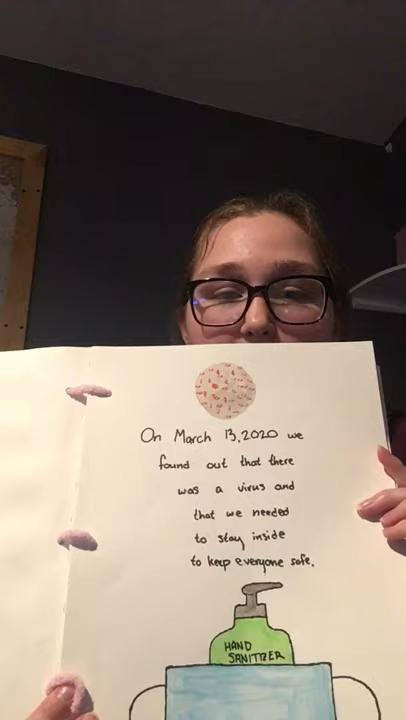 On March 13, 2020 we
found out that there
was a virus and
that we needed
to stay inside
to keep everyone safe.
HAND
SANITIZER